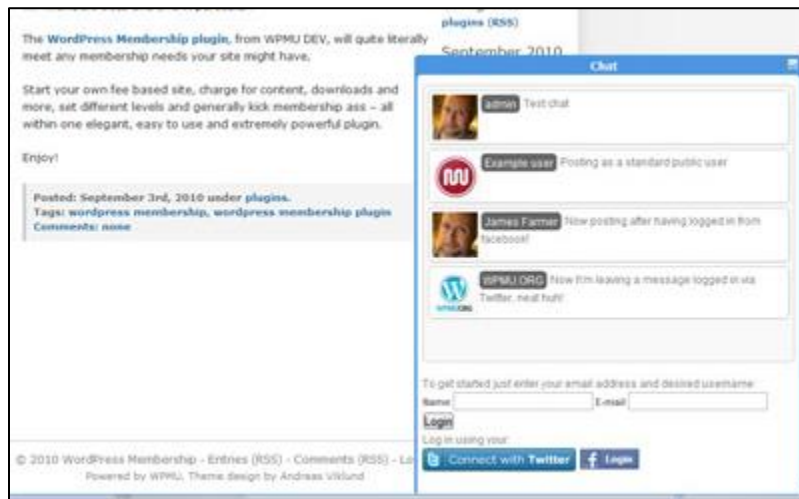 plugins (RSS)
The WordPress Membership plugin, from WPMU DEV, will quite literally
meet any membership needs your site might have.
September 2010
Start your own fee based site, charge for content, downloads and
more, set different levels and generally kick membership ass – all
within one elegant, easy to use and extremely powerful plugin.
Enjoy!
Posted: September 3rd, 2010 under plugins.
Tags: wordpress membership, wordpress membership plugin
Comments: none
Chat
admin Test chat
Example user Posting as a standard public user
James Farmer Now posting after having logged in from
facebook!
WPMU.ORG Now I'm leaving a message logged in via
Twitter, neat huh!
To get started just enter your email address and desired username
Name E-mail
Login
Log in using your
Connect with Twitter
Login
© 2010 WordPress Membership - Entries (RSS) - Comments (RSS) - Lo
Powered by WPMU, Theme design by Andreas Viklund